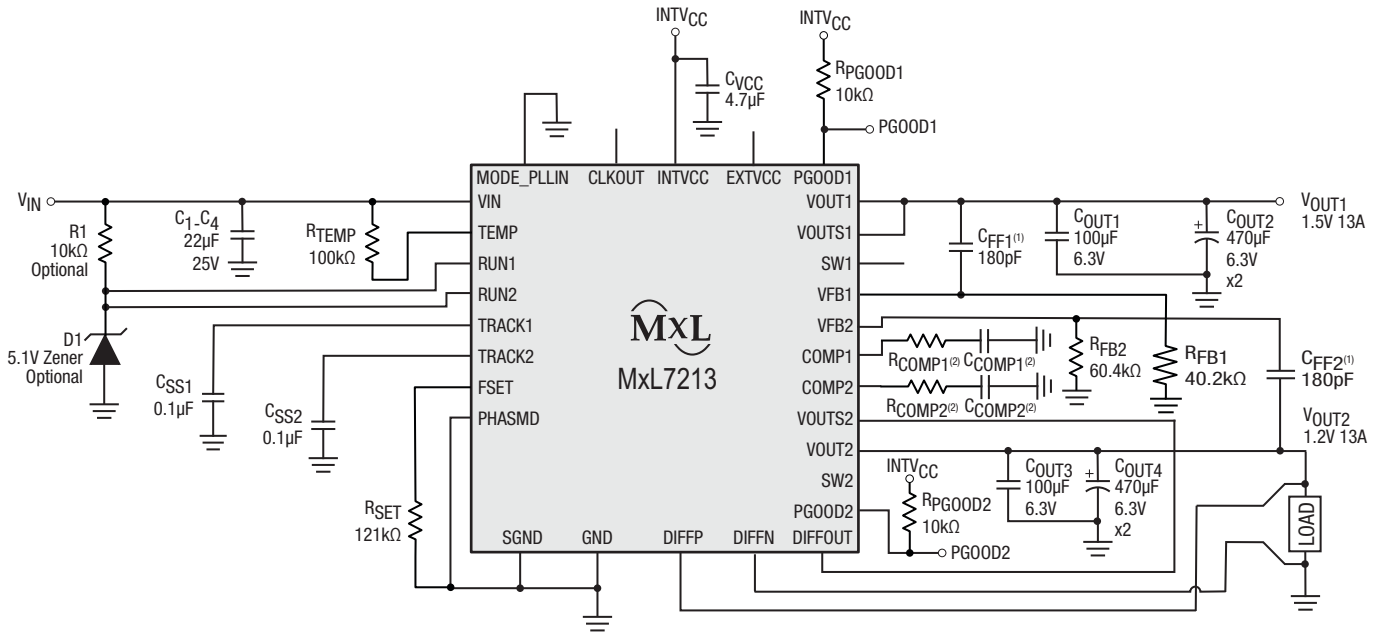 INTVCC
INTVCC
CVCC
4.7µF
RPGOOD1
10kΩ
PGOOD1
MODE_PLLIN CLKOUT INTVCC EXTVCC PGOOD1
VIN
R1
10kΩ
Optional
C1-C4
22µF
25V
RTEMP
100kΩ
D1
5.1V Zener
Optional
CSS1
0.1µF
CSS2
0.1µF
RSET
121kΩ
VIN
TEMP
RUN1
RUN2
TRACK1
TRACK2
FSET
PHASMD
MxL
MxL7213
SGND GND DIFFP DIFFN DIFFOUT
VOUT1
VOUTS1
SW1
VFB1
VFB2
COMP1
COMP2
VOUTS2
VOUT2
SW2
PGOOD2
CFF1(1)
180pF
COUT1
100µF
6.3V
COUT2
470µF
6.3V
x2
VOUT1
1.5V 13A
RCOMP1(2) CCOMP1(2)
RCOMP2(2) CCOMP2(2)
RFB2
60.4kΩ
RFB1
40.2kΩ
CFF2(1)
180pF
VOUT2
1.2V 13A
INTVCC
RPGOOD2
10kΩ
PGOOD2
COUT3
100µF
6.3V
COUT4
470µF
6.3V
x2
LOAD